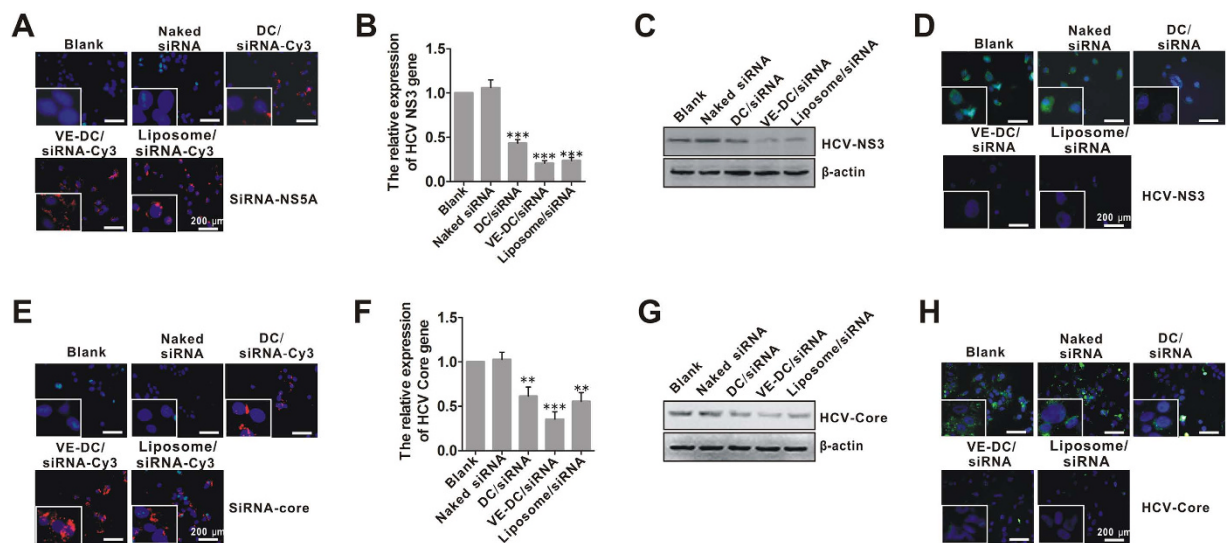 A
Blank
Naked
siRNA
DC/
siRNA-Cy3
VE-DC/
siRNA-Cy3
Liposome/
siRNA-Cy3
SiRNA-NS5A
200 μm
B
The relative expression
of HCV NS3 gene
1.5
1.0
0.5
0.0
***
***
***
Blank
Naked siRNA
DC/siRNA
VE-DC/siRNA
Liposome/siRNA
C
Blank
Naked siRNA
DC/siRNA
VE-DC/siRNA
Liposome/siRNA
HCV-NS3
β-actin
D
Blank
Naked
siRNA
DC/
siRNA
VE-DC/
siRNA
Liposome/
siRNA
HCV-NS3
200 μm
E
Blank
Naked
siRNA
DC/
siRNA-Cy3
VE-DC/
siRNA-Cy3
Liposome/
siRNA-Cy3
SiRNA-core
200 μm
F
The relative expression
of HCV Core gene
1.5
1.0
0.5
0.0
**
***
**
Blank
Naked siRNA
DC/siRNA
VE-DC/siRNA
Liposome/siRNA
G
Blank
Naked siRNA
DC/siRNA
VE-DC/siRNA
Liposome/siRNA
HCV-Core
β-actin
H
Blank
Naked
siRNA
DC/
siRNA
VE-DC/
siRNA
Liposome/
siRNA
HCV-Core
200 μm